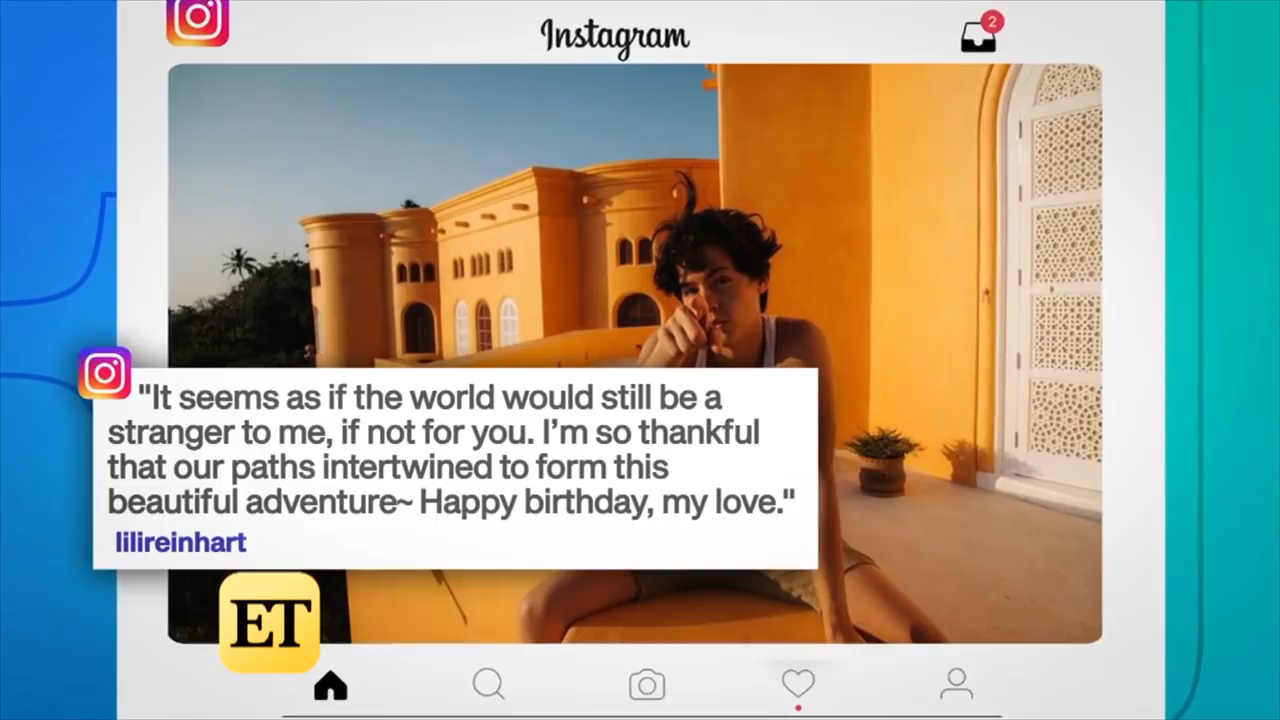 Instagram
2
"It seems as if the world would still be a
stranger to me, if not for you. I'm so thankful
that our paths intertwined to form this
beautiful adventure~ Happy birthday, my love."
lilireinhart
ET